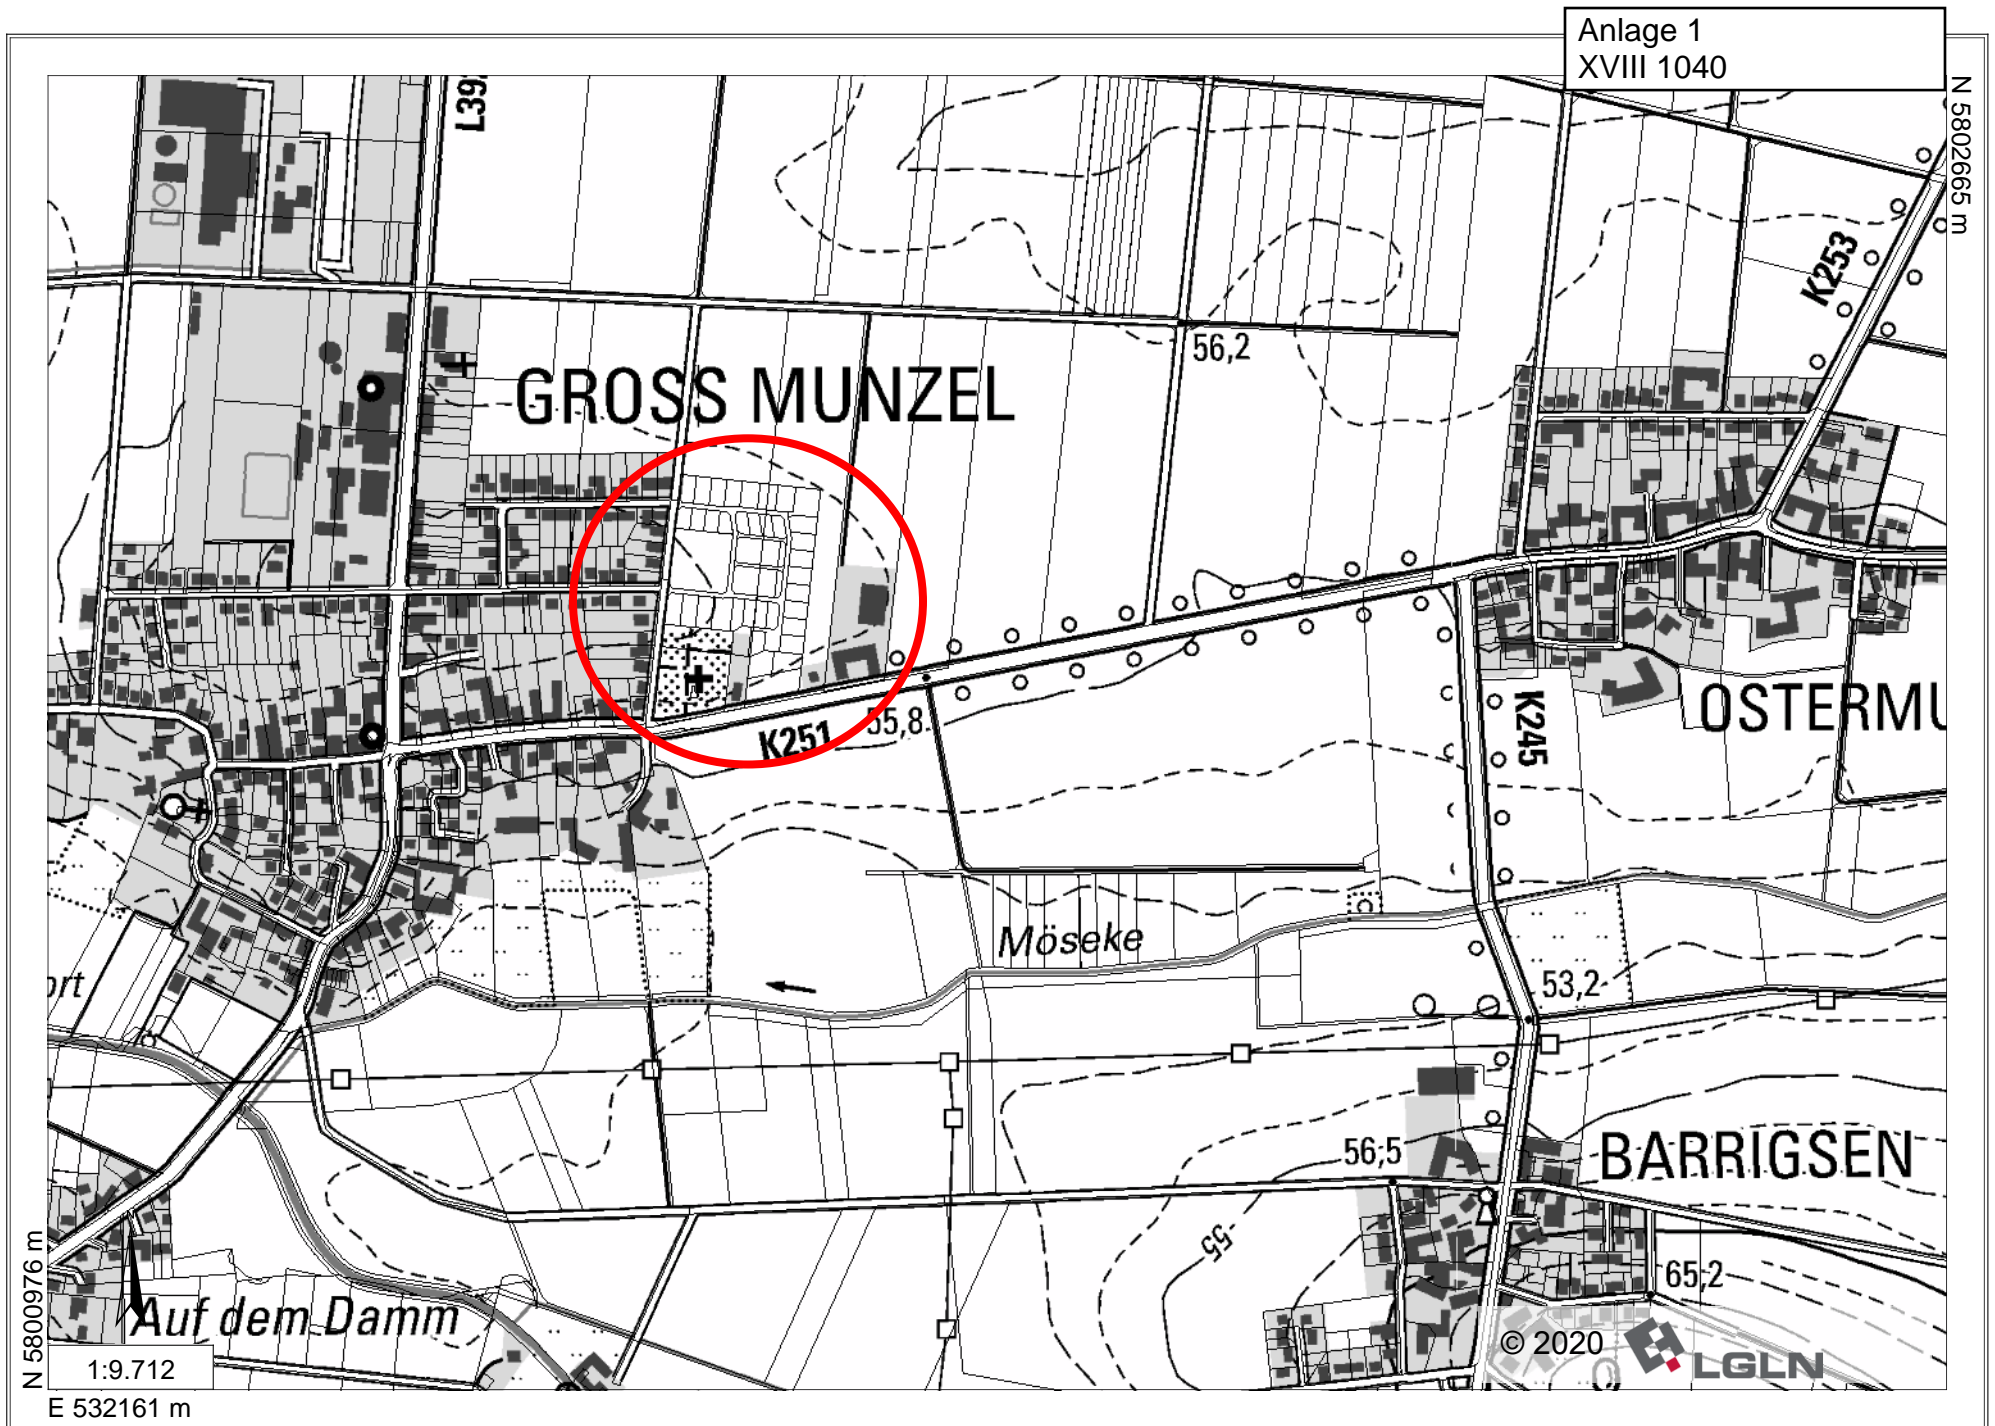 Anlage 1
XVIII 1040
N 5802665 m
L39
K253
56,2
GROSS MUNZEL
K251
55,8
K245
OSTERMU
Möseke
ort
53,2
56,5
BARRIGSEN
55
65,2
Auf dem Damm
N 5800976 m
1:9.712
© 2020
LGLN
E 532161 m